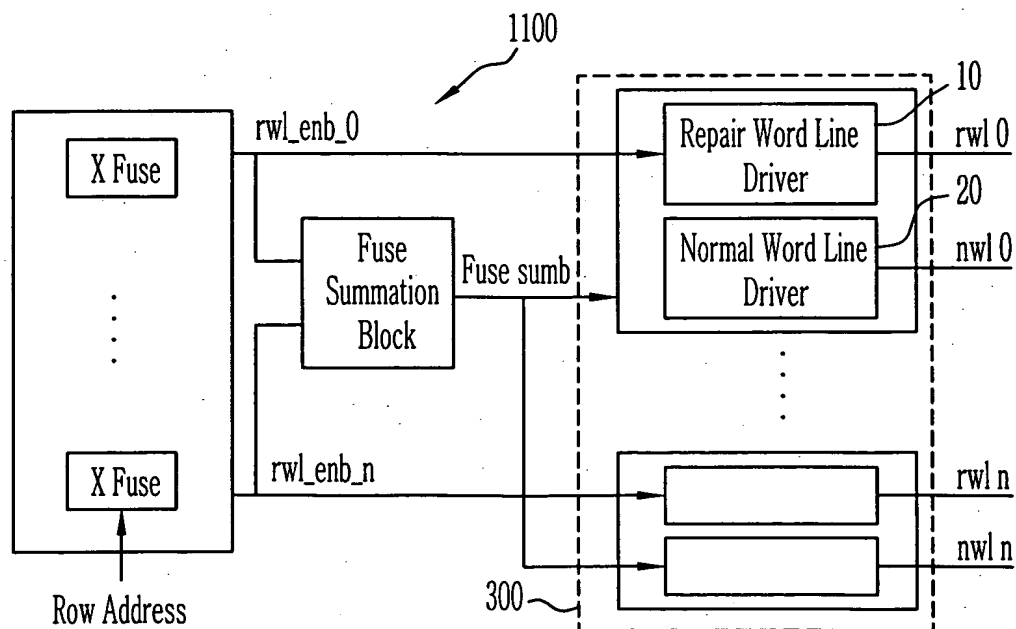 1100
rwl_enb_0
10
X Fuse
Repair Word Line
Driver
rwl 0
20
Fuse
Summation
Block
Fuse sumb
Normal Word Line
Driver
nwl 0
X Fuse
rwl_enb_n
rwl n
nwl n
300
Row Address